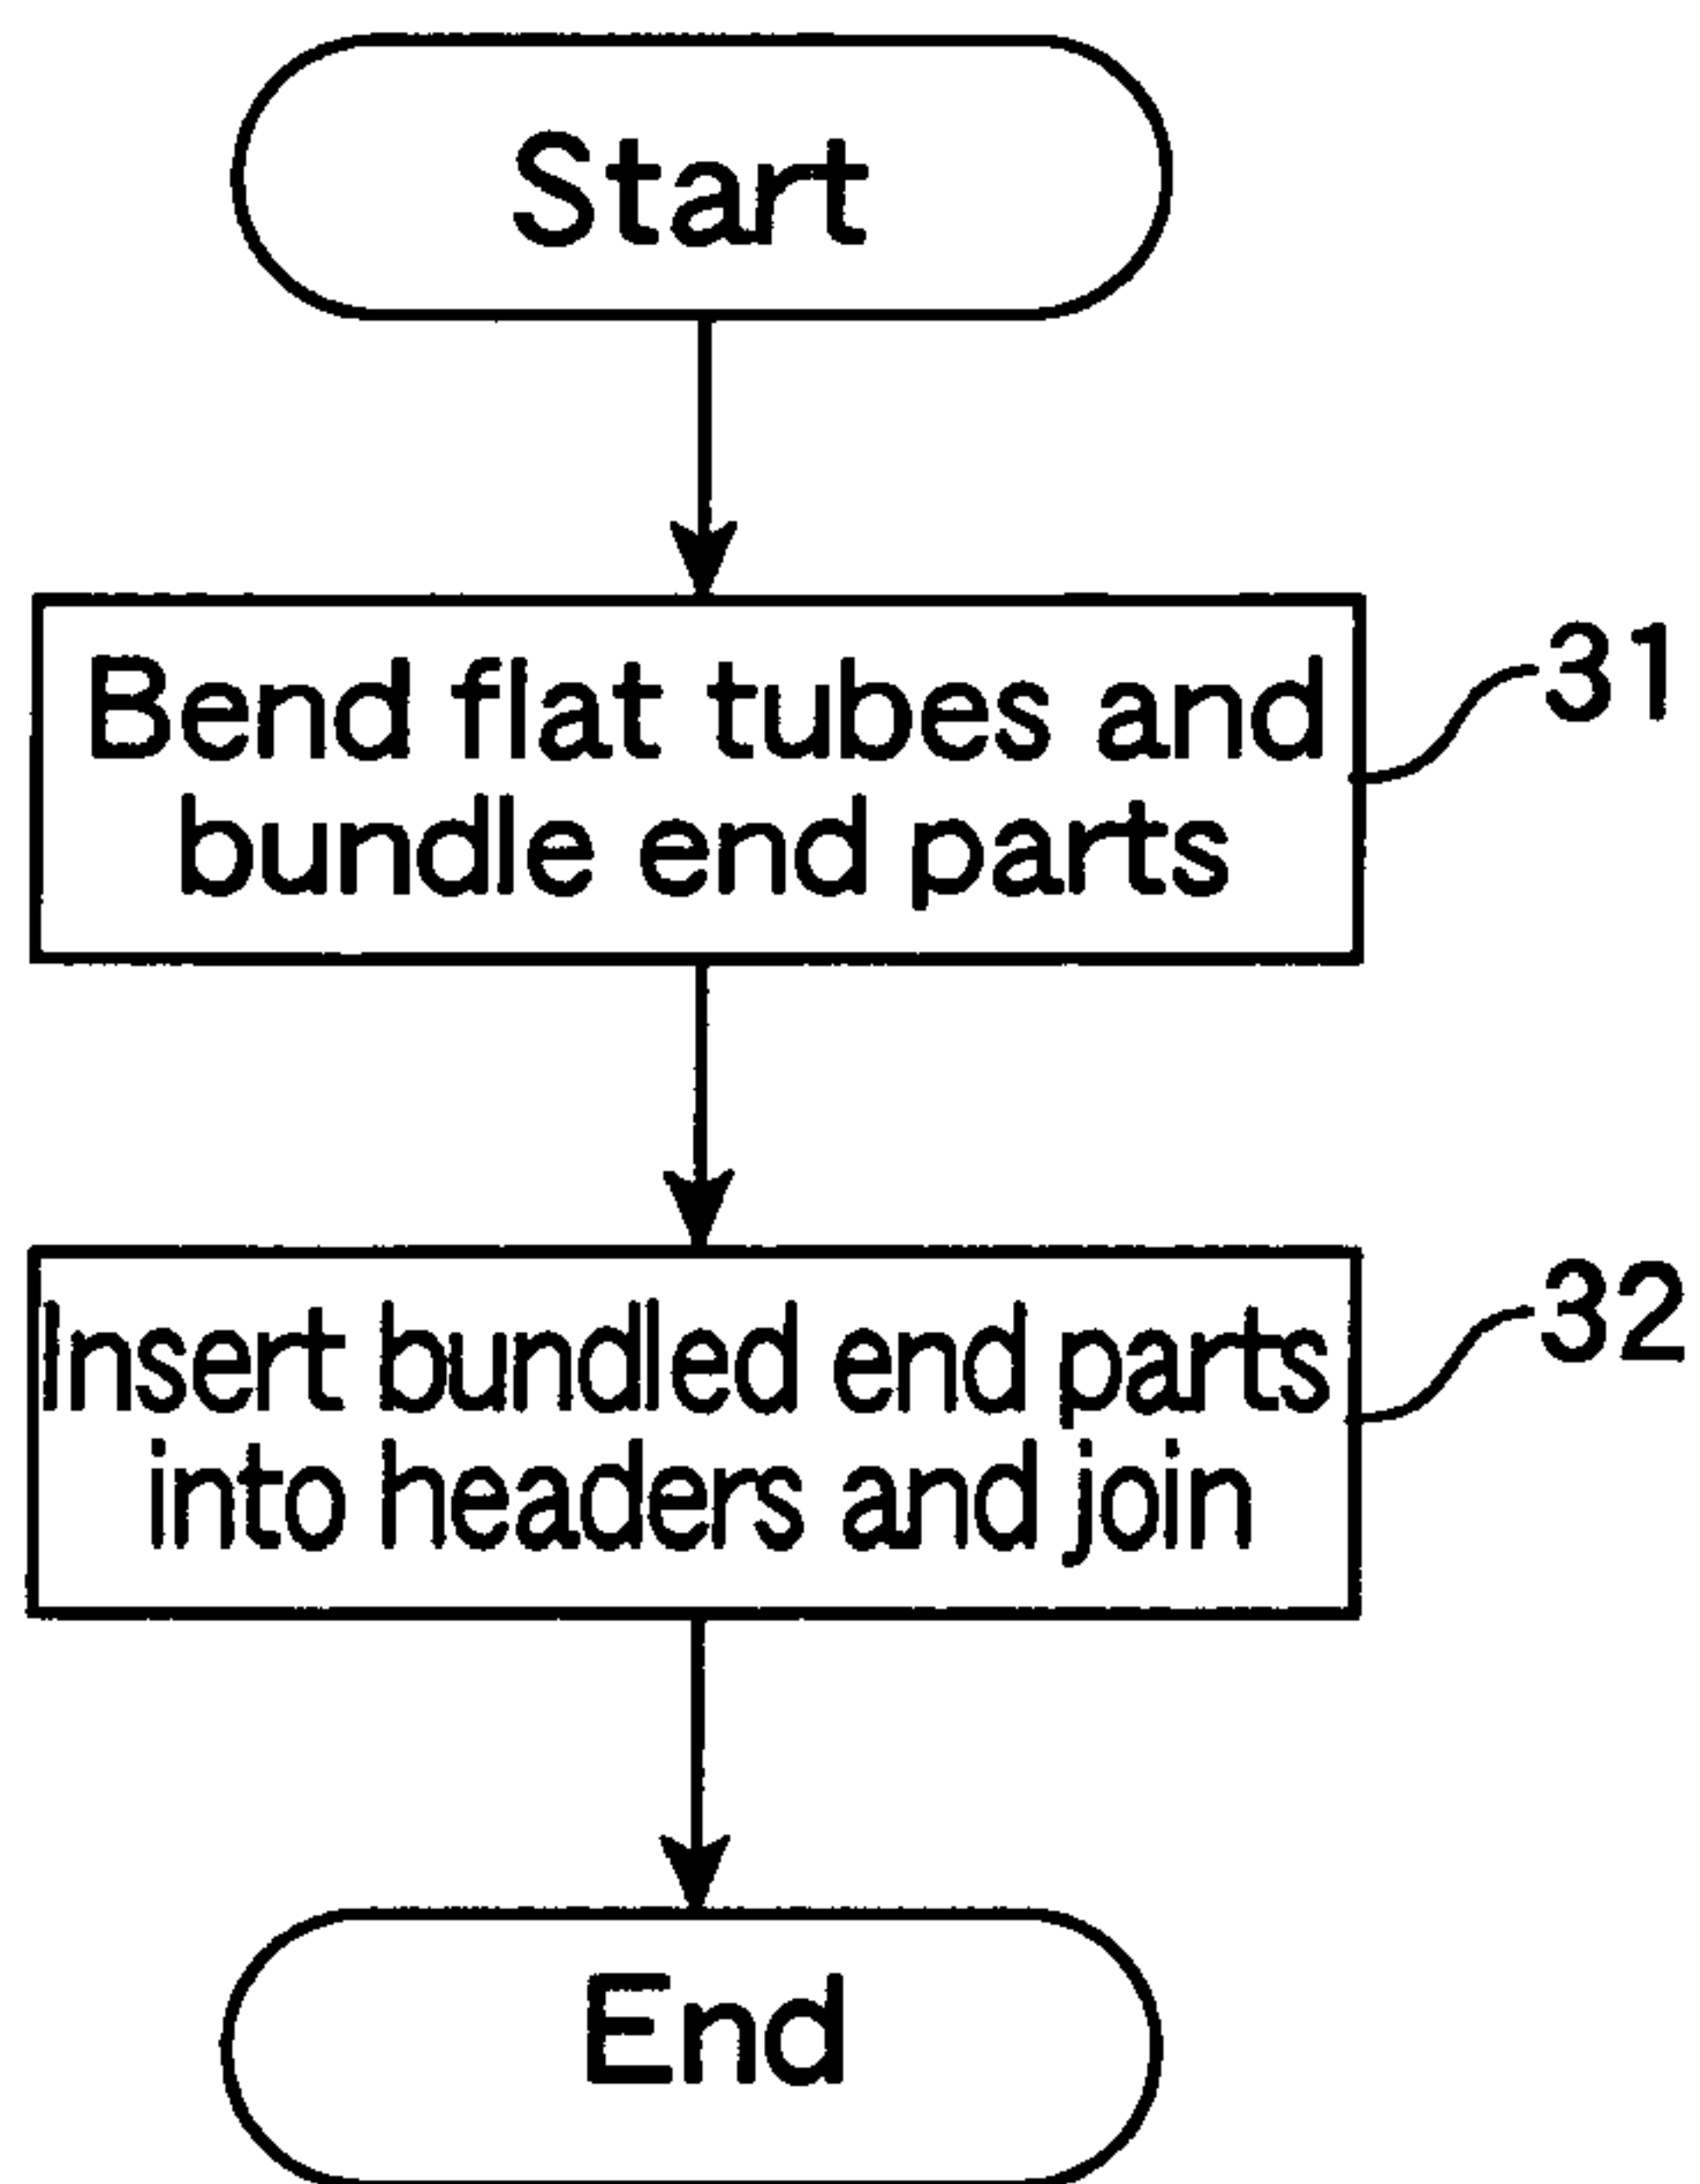 Start
Bend flat tubes and
bundle end parts
31
Insert bundled end parts
into headers and join
32
End